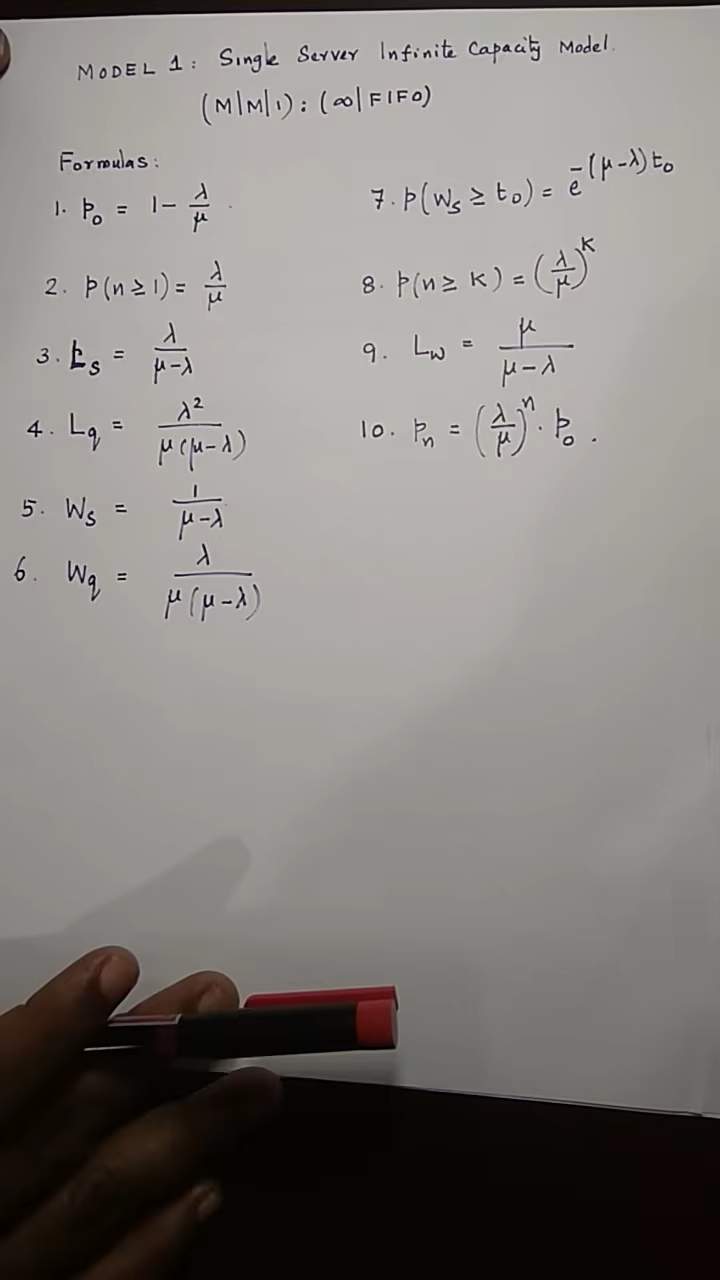 MODEL 1: Single Server Infinite Capacity Model.
(M|M|1): (∞|FIFO)
Formulas:
1. p₀ = 1 - λ/μ.
2. p(n ≥ 1) = λ/μ
3. Ls = λ/(μ-λ)
4. Lq = λ²/(μ(μ-λ))
5. Ws = 1/(μ-λ)
6. Wq = λ/(μ(μ-λ))
7. p(Ws ≥ t₀) = e^-(μ-λ)t₀
8. p(n ≥ K) = (λ/μ)^K
9. Lw = μ/(μ-λ)
10. pn = (λ/μ)^n · p₀.